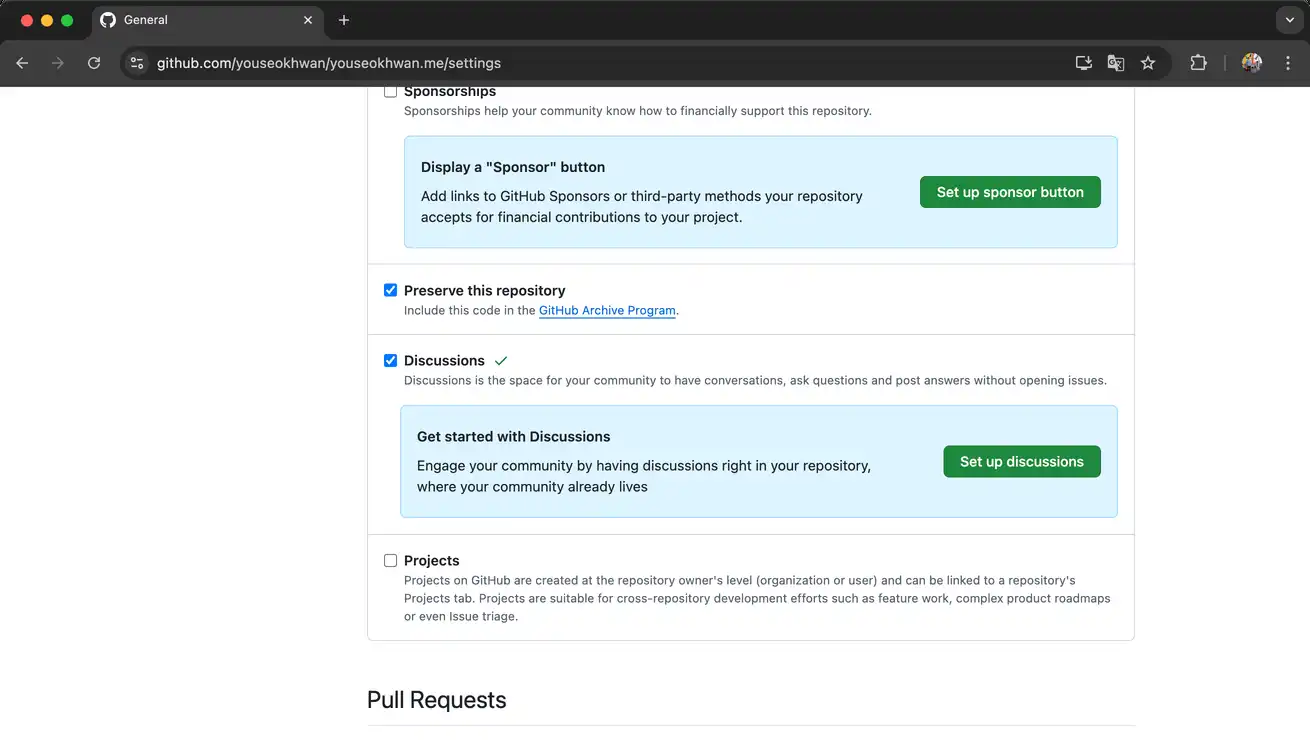 General
github.com/youseokhwan/youseokhwan.me/settings
Sponsorships
Sponsorships help your community know how to financially support this repository.
Display a "Sponsor" button
Add links to GitHub Sponsors or third-party methods your repository
accepts for financial contributions to your project.
Set up sponsor button
Preserve this repository
Include this code in the GitHub Archive Program.
Discussions
Discussions is the space for your community to have conversations, ask questions and post answers without opening issues.
Get started with Discussions
Engage your community by having discussions right in your repository,
where your community already lives
Set up discussions
Projects
Projects on GitHub are created at the repository owner's level (organization or user) and can be linked to a repository's
Projects tab. Projects are suitable for cross-repository development efforts such as feature work, complex product roadmaps
or even Issue triage.
Pull Requests